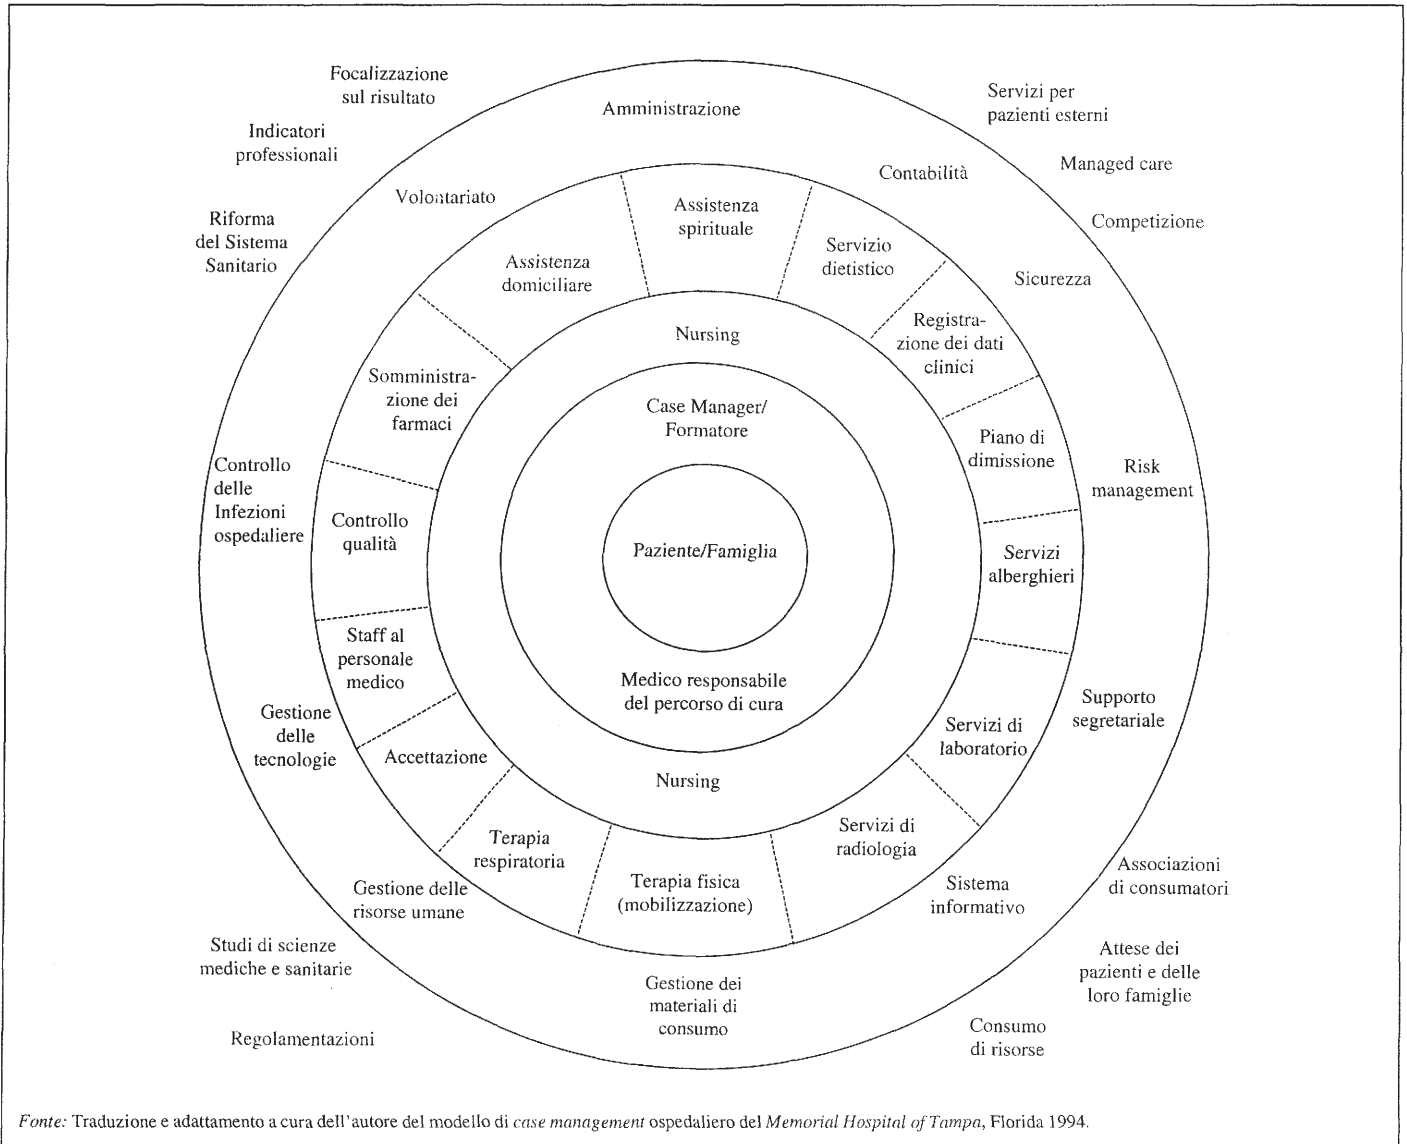 Focalizzazione
sul risultato
Indicatori
professionali
Riforma
del Sistema
Sanitario
Servizi per
pazienti esterni
Managed care
Competizione
Amministrazione
Volontariato
Contabilità
Sicurezza
Assistenza
spirituale
Assistenza
domiciliare
Servizio
dietistico
Registra-
zione dei dati
clinici
Nursing
Somministra-
zione dei
farmaci
Case Manager/
Formatore
Piano di
dimissione
Risk
management
Controllo
delle
Infezioni
ospedaliere
Controllo
qualità
Paziente/Famiglia
Servizi
alberghieri
Staff al
personale
medico
Medico responsabile
del percorso di cura
Supporto
segretariale
Gestione
delle
tecnologie
Accettazione
Servizi di
laboratorio
Nursing
Terapia
respiratoria
Servizi di
radiologia
Terapia fisica
(mobilizzazione)
Gestione delle
risorse umane
Sistema
informativo
Associazioni
di consumatori
Studi di scienze
mediche e sanitarie
Gestione dei
materiali di
consumo
Attese dei
pazienti e delle
loro famiglie
Regolamentazioni
Consumo
di risorse
Fonte: Traduzione e adattamento a cura dell'autore del modello di case management ospedaliero del Memorial Hospital of Tampa, Florida 1994.